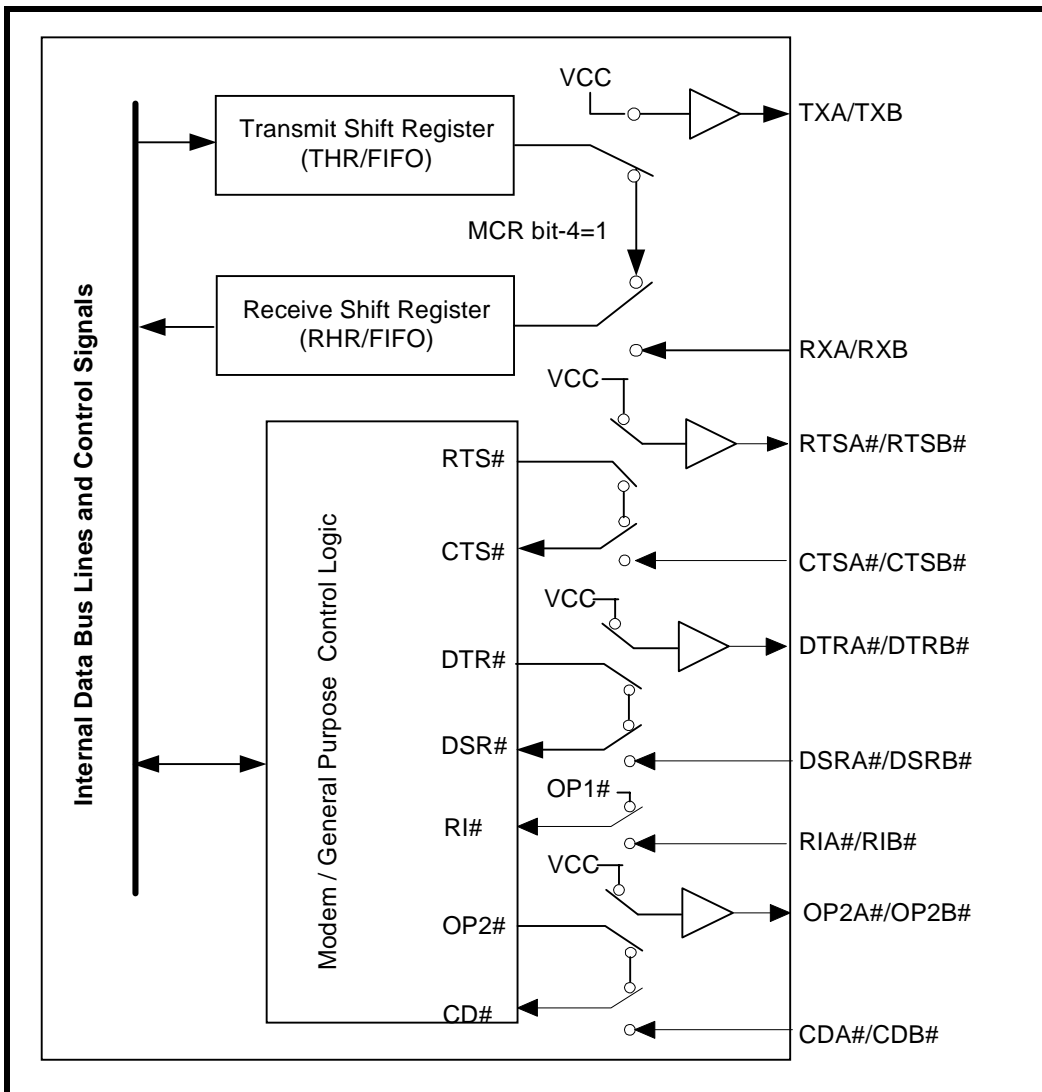 VCC
TXA/TXB
Transmit Shift Register
(THR/FIFO)
MCR bit-4=1
Receive Shift Register
(RHR/FIFO)
RXA/RXB
VCC
RTSA#/RTSB#
RTS#
CTS#
CTSA#/CTSB#
VCC
DTRA#/DTRB#
DTR#
DSR#
DSRA#/DSRB#
OP1#
RI#
RIA#/RIB#
VCC
OP2A#/OP2B#
OP2#
CD#
CDA#/CDB#
Internal Data Bus Lines and Control Signals
Modem / General Purpose Control Logic